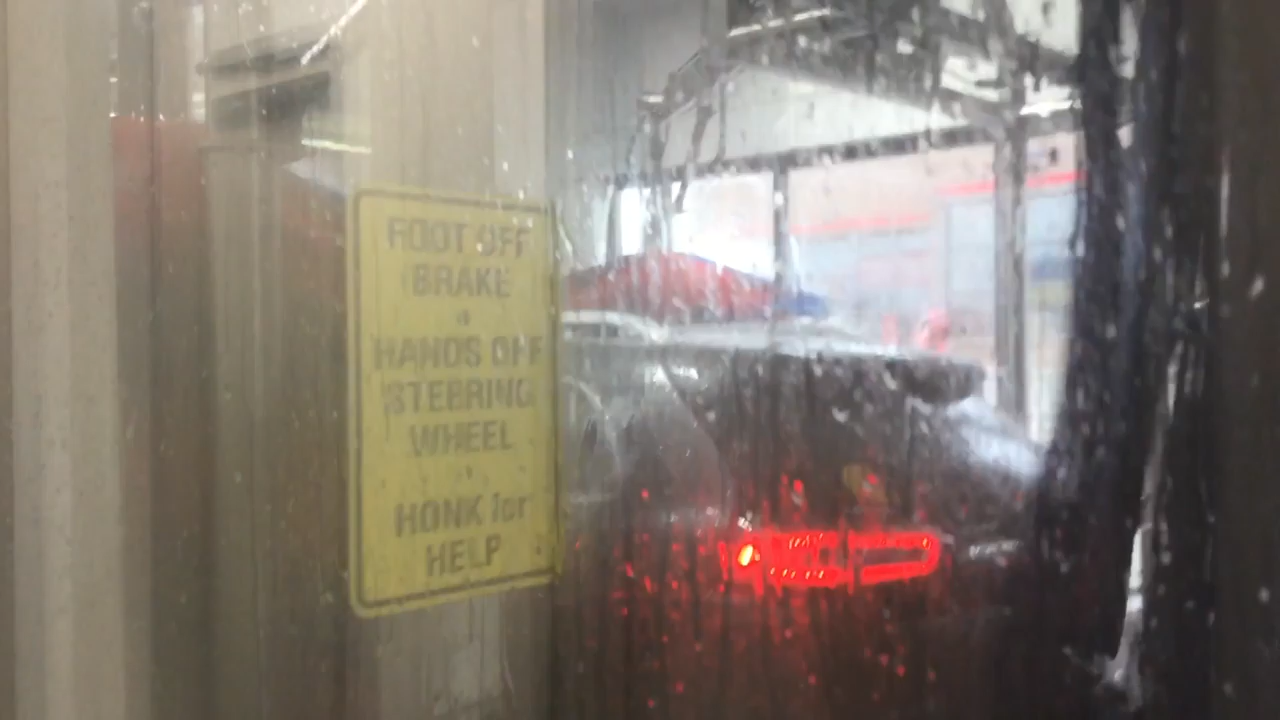 FOOT OFF
BRAKE
HANDS OFF
STEERING
WHEEL
HONK for
HELP